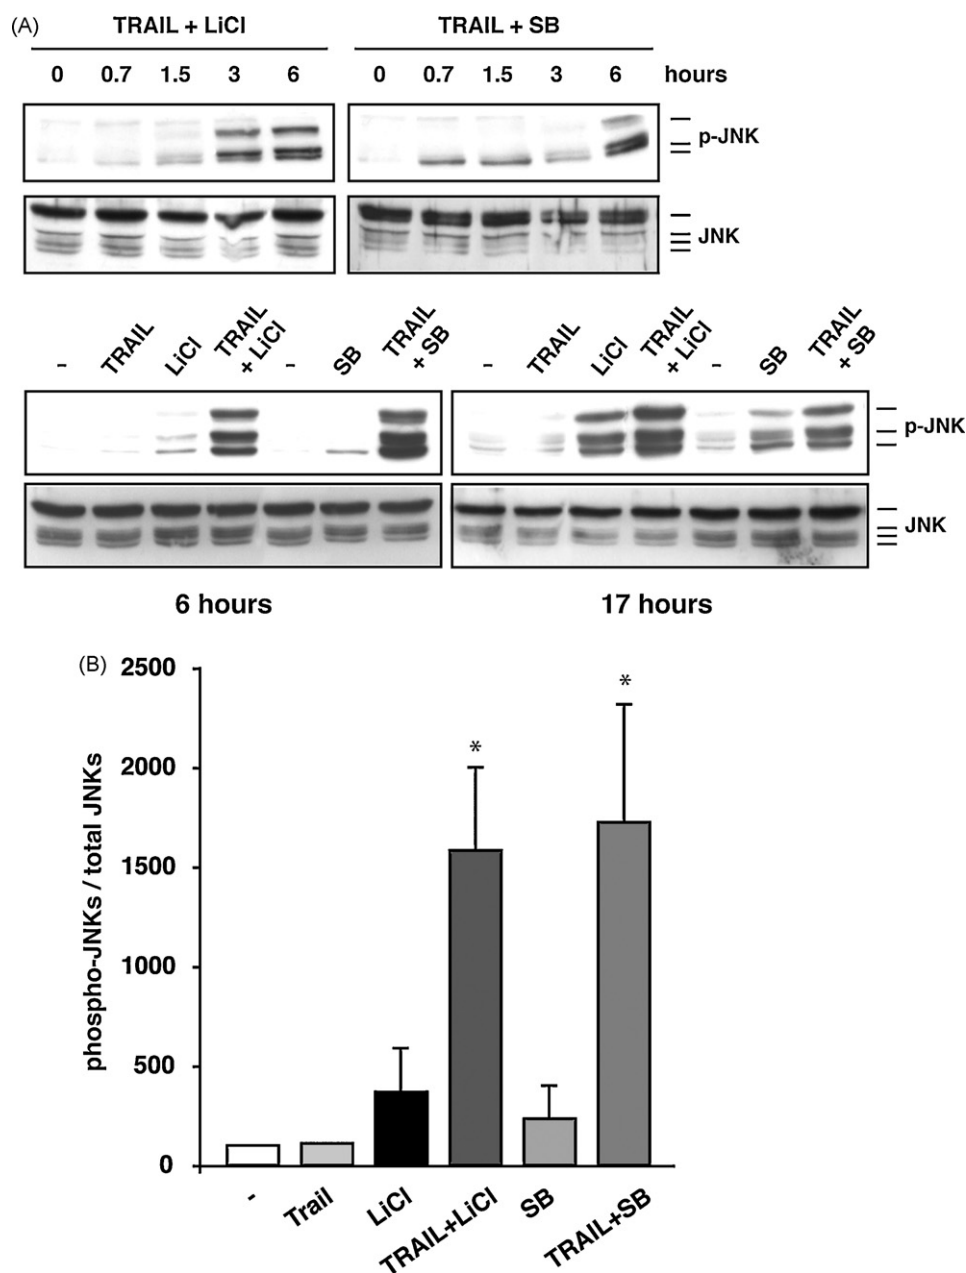 (A)
TRAIL + LiCl TRAIL + SB
0 0.7 1.5 3 6 0 0.7 1.5 3 6 hours
p-JNK
JNK
- TRAIL LiCl TRAIL + LiCl - SB TRAIL + SB - TRAIL LiCl TRAIL + LiCl - SB TRAIL + SB
p-JNK
JNK
6 hours 17 hours
(B)
phospho-JNKs / total JNKs
2500
2000
1500
1000
500
0
*
*
- Trail LiCl TRAIL+LiCl SB TRAIL+SB